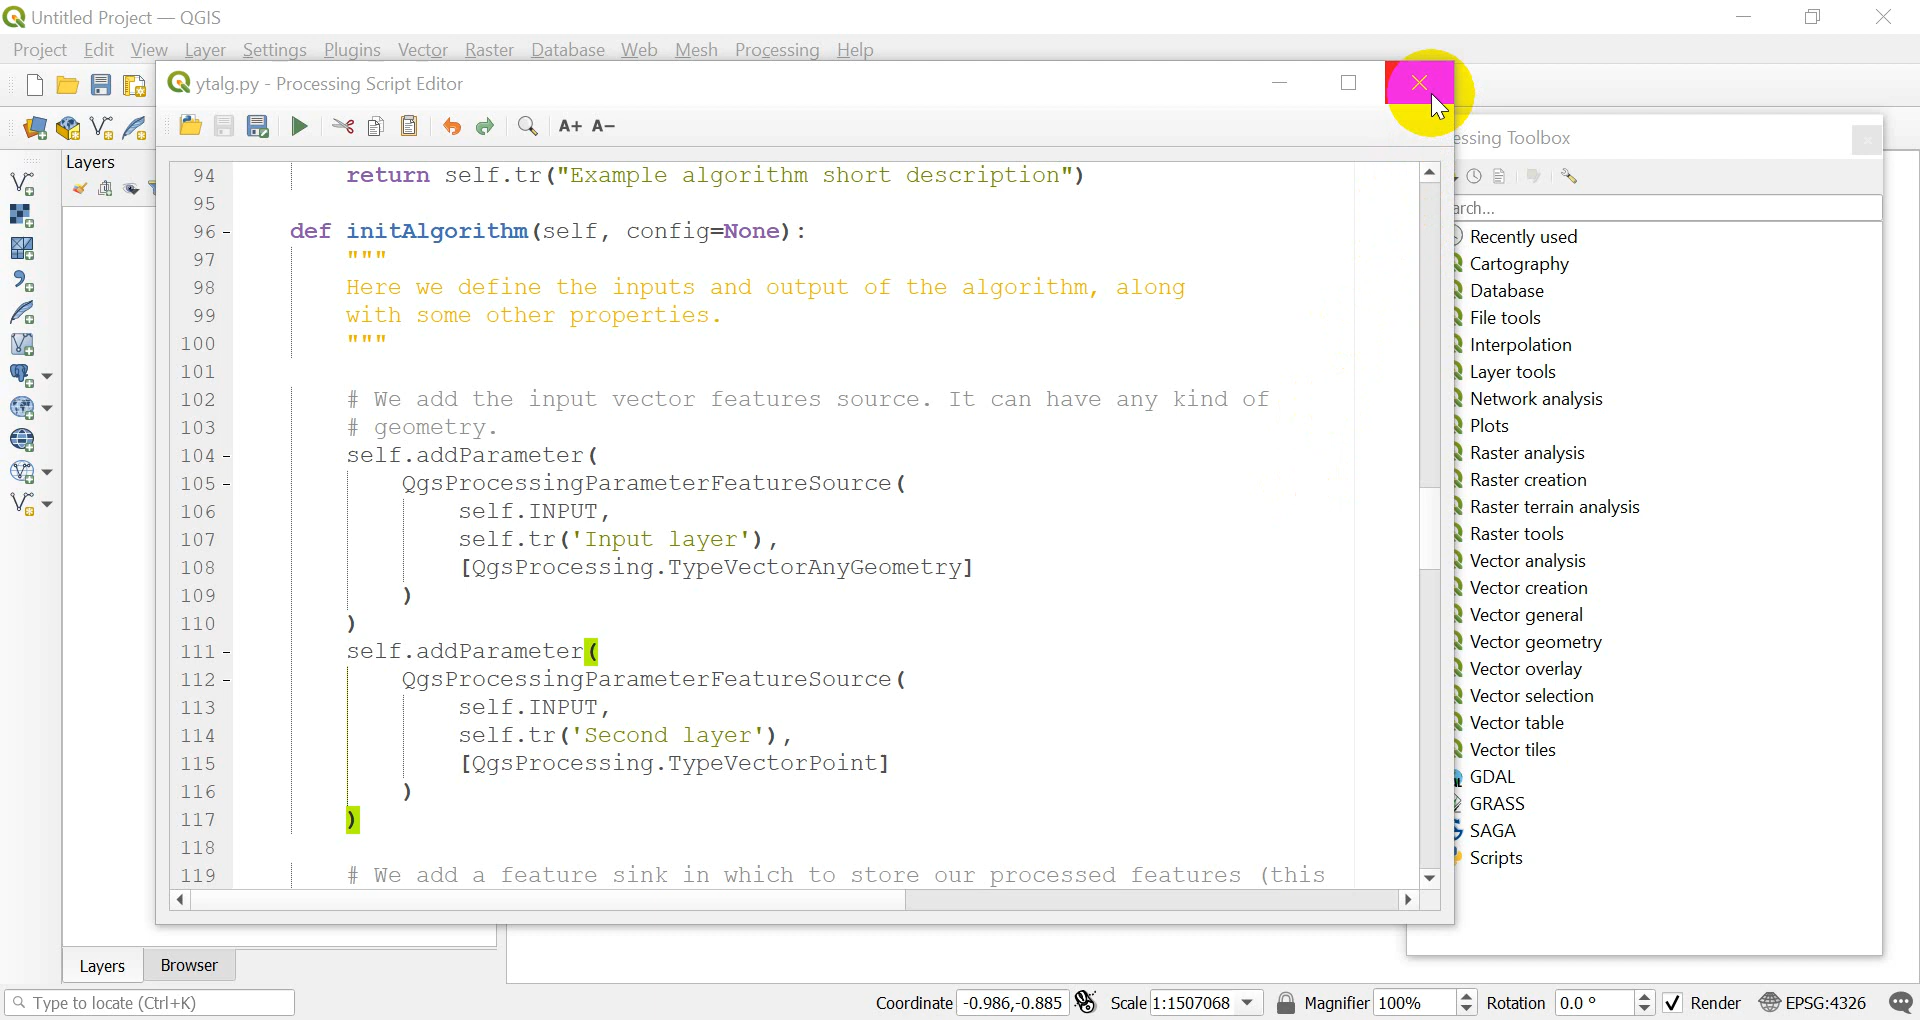 Untitled Project — QGIS
Project Edit View Layer Settings Plugins Vector Raster Database Web Mesh Processing Help
ytalg.py - Processing Script Editor
A+ A-
Layers
94 return self.tr("Example algorithm short description")
95
96 - def initAlgorithm(self, config=None):
97 """
98 Here we define the inputs and output of the algorithm, along
99 with some other properties.
100 """
101
102 # We add the input vector features source. It can have any kind of
103 # geometry.
104 - self.addParameter(
105 - QgsProcessingParameterFeatureSource(
106 self.INPUT,
107 self.tr('Input layer'),
108 [QgsProcessing.TypeVectorAnyGeometry]
109 )
110 )
111 - self.addParameter(
112 - QgsProcessingParameterFeatureSource(
113 self.INPUT,
114 self.tr('Second layer'),
115 [QgsProcessing.TypeVectorPoint]
116 )
117 )
118
119 # We add a feature sink in which to store our processed features (this
essing Toolbox
arch...
Recently used
Cartography
Database
File tools
Interpolation
Layer tools
Network analysis
Plots
Raster analysis
Raster creation
Raster terrain analysis
Raster tools
Vector analysis
Vector creation
Vector general
Vector geometry
Vector overlay
Vector selection
Vector table
Vector tiles
GDAL
GRASS
SAGA
Scripts
Layers Browser
Type to locate (Ctrl+K) Coordinate -0.986,-0.885 Scale 1:1507068 Magnifier 100% Rotation 0.0 ° Render EPSG:4326